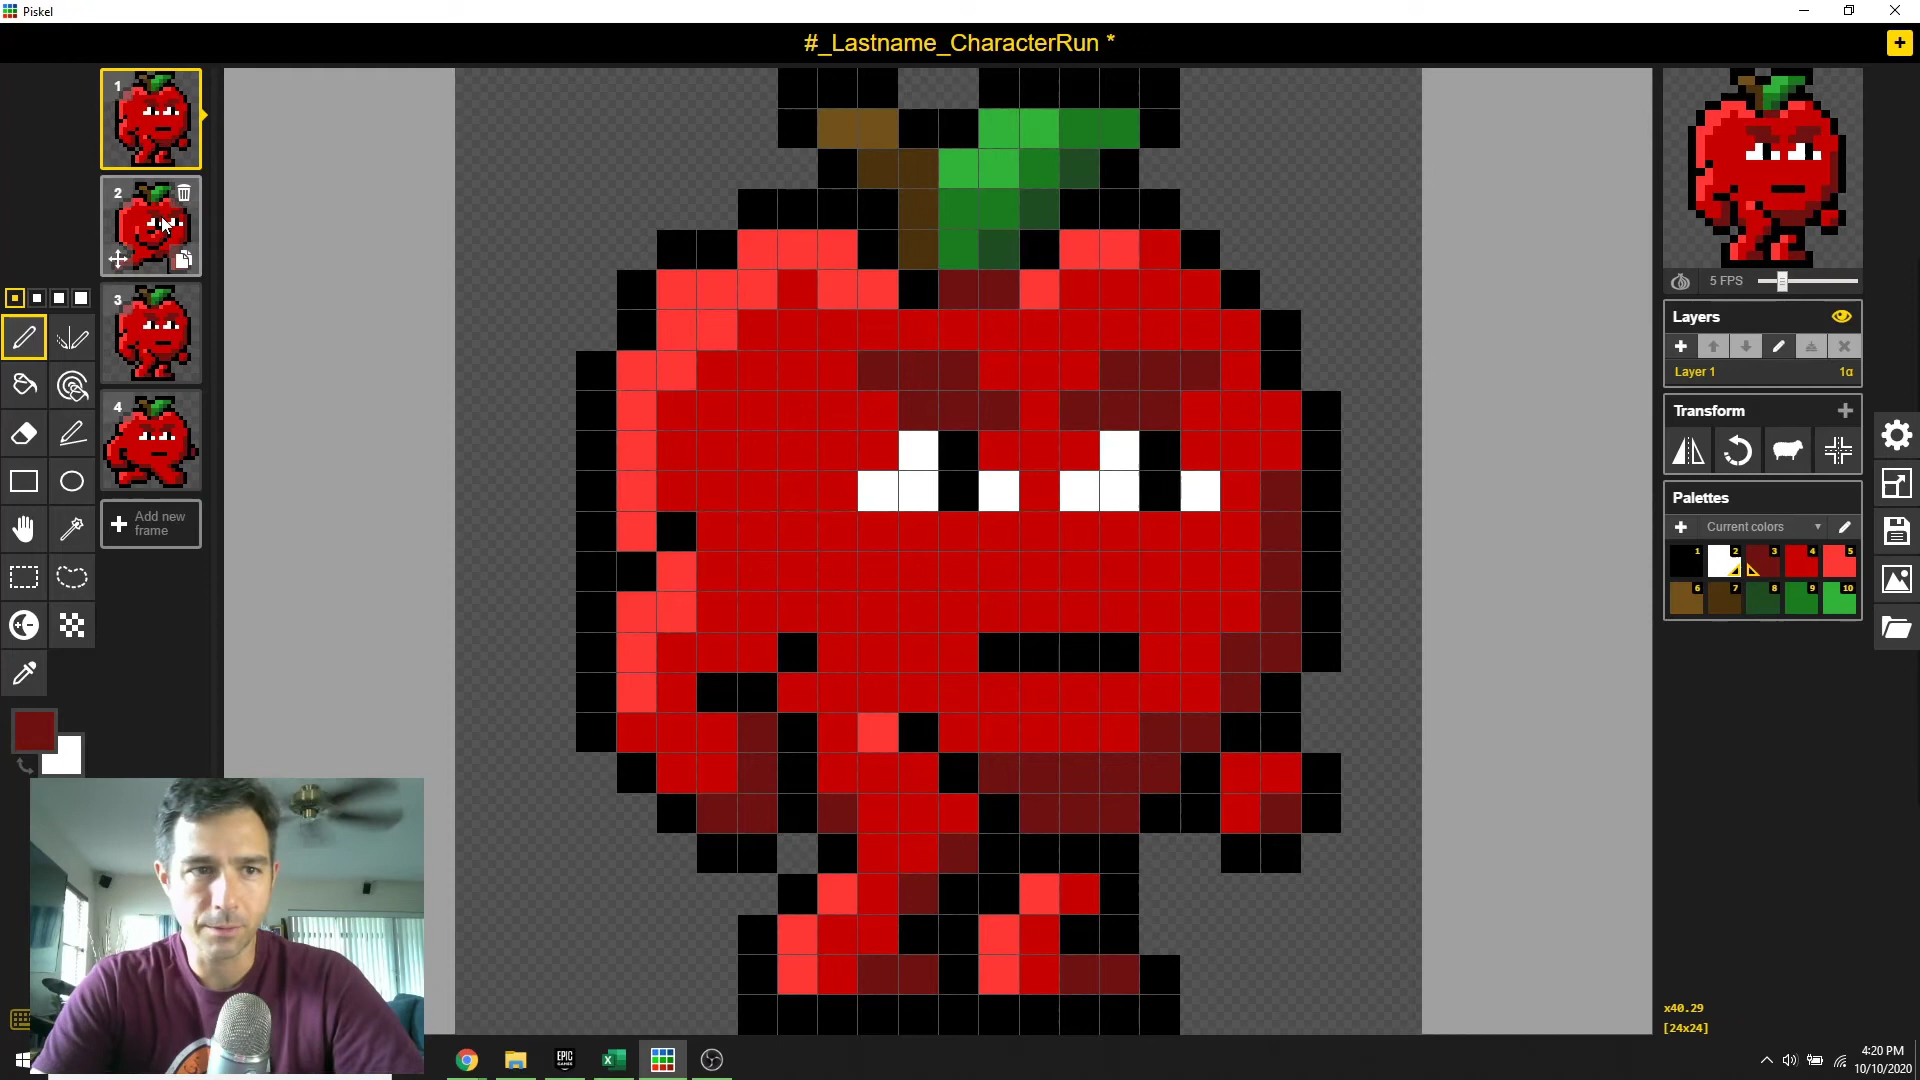 Piskel
#_Lastname_CharacterRun *
1
2
3
4
Add new
frame
5 FPS
Layers
Layer 1
1α
Transform
Palettes
Current colors
1
2
3
4
5
6
7
8
9
10
x40.29
[24x24]
EPIC
GAMES
4:20 PM
10/10/2020